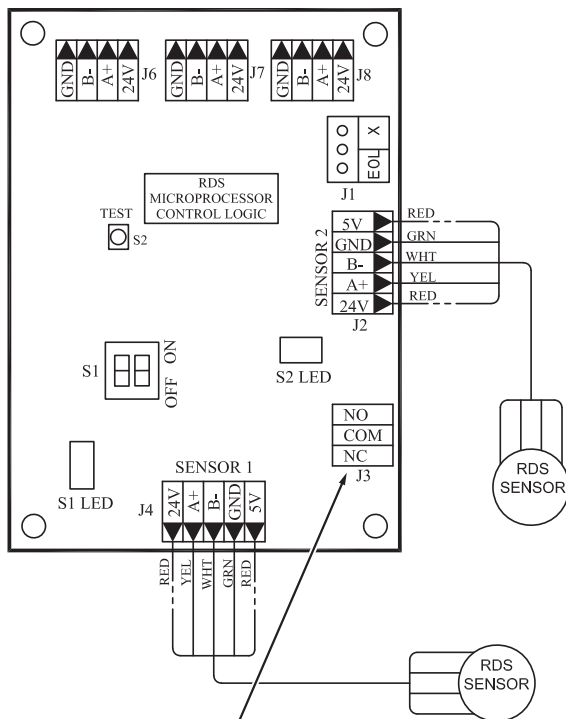 GND B- A+ 24V J6
GND B- A+ 24V J7
GND B- A+ 24V J8
X
EOL
J1
RDS
MICROPROCESSOR
CONTROL LOGIC
TEST
S2
SENSOR 2
5V RED
GND GRN
B- WHT
A+ YEL
24V RED
J2
S1
ON
OFF
S2 LED
S1 LED
NO
COM
NC
J3
SENSOR 1
J4 24V A+ B- GND 5V
RED YEL WHT GRN RED
RDS
SENSOR
RDS
SENSOR